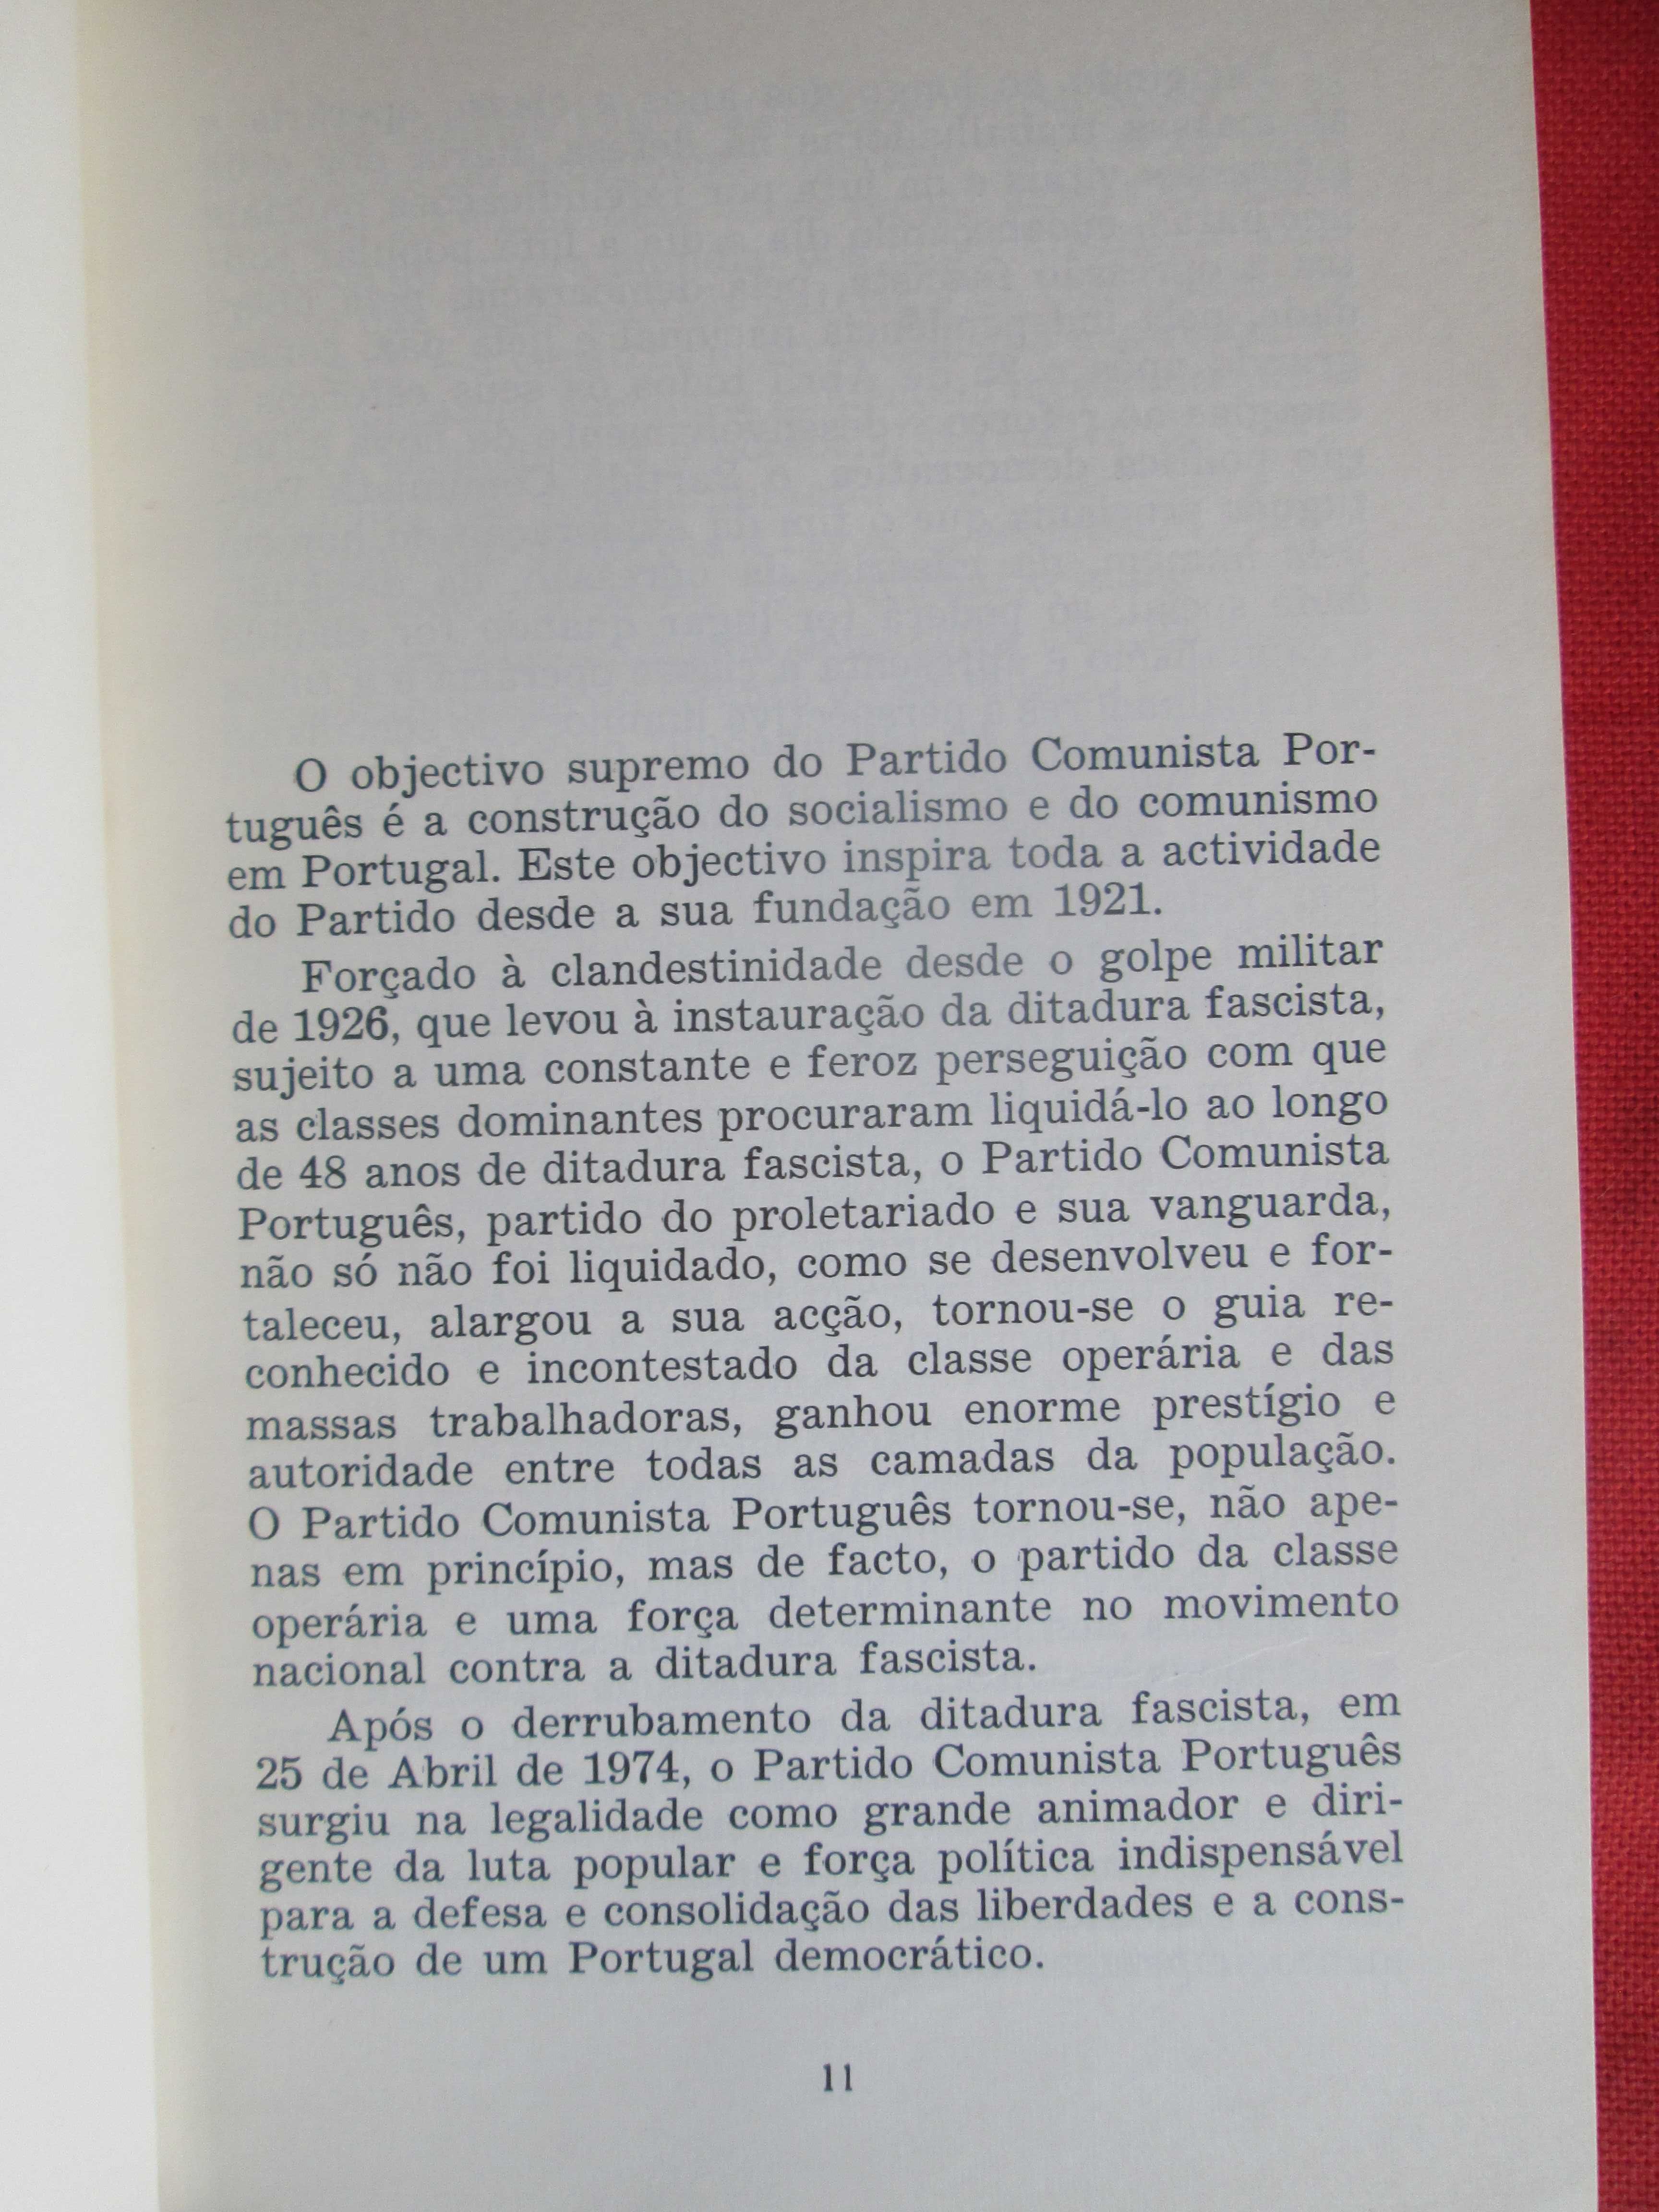 O objectivo supremo do Partido Comunista Por-
tuguês é a construção do socialismo e do comunismo
em Portugal. Este objectivo inspira toda a actividade
do Partido desde a sua fundação em 1921.
Forçado à clandestinidade desde o golpe militar
de 1926, que levou à instauração da ditadura fascista,
sujeito a uma constante e feroz perseguição com que
as classes dominantes procuraram liquidá-lo ao longo
de 48 anos de ditadura fascista, o Partido Comunista
Português, partido do proletariado e sua vanguarda,
não só não foi liquidado, como se desenvolveu e for-
taleceu, alargou a sua acção, tornou-se o guia re-
conhecido e incontestado da classe operária e das
massas trabalhadoras, ganhou enorme prestígio e
autoridade entre todas as camadas da população.
O Partido Comunista Português tornou-se, não ape-
nas em princípio, mas de facto, o partido da classe
operária e uma força determinante no movimento
nacional contra a ditadura fascista.
Após o derrubamento da ditadura fascista, em
25 de Abril de 1974, o Partido Comunista Português
surgiu na legalidade como grande animador e diri-
gente da luta popular e força política indispensável
para a defesa e consolidação das liberdades e a cons-
trução de um Portugal democrático.
11